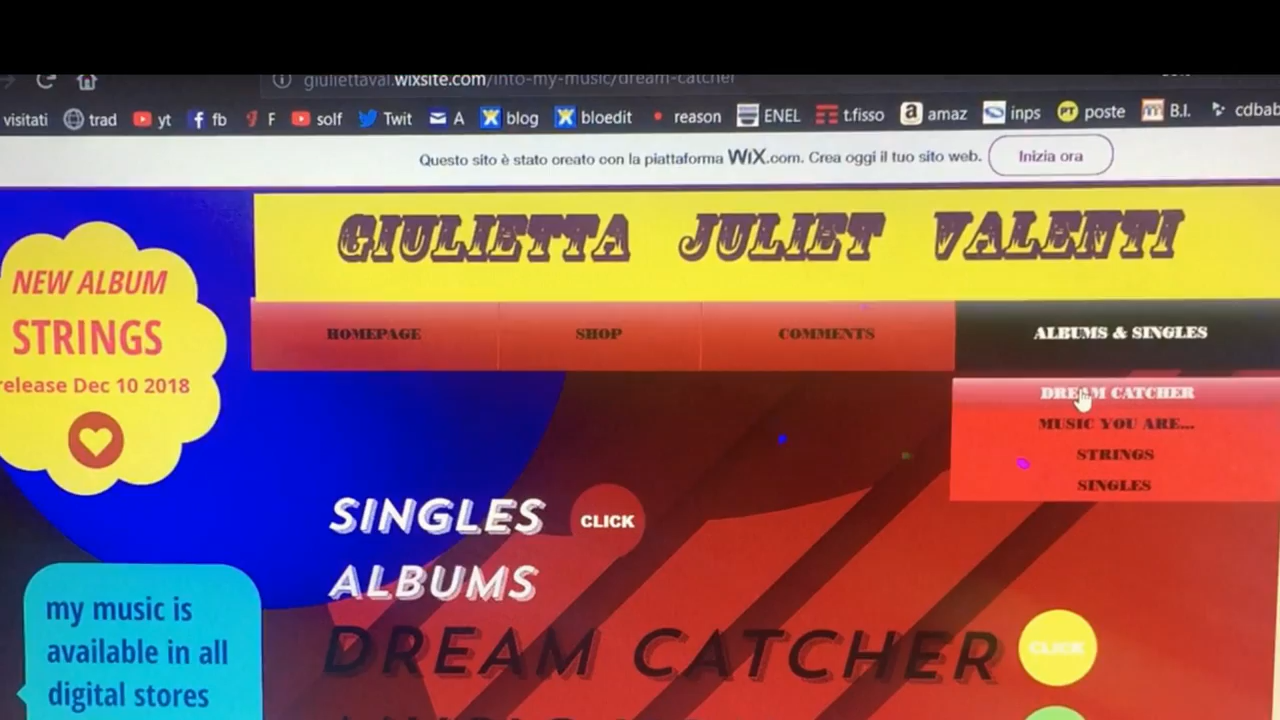 giuliettaval.wixsite.com/into-my-music/dream-catcher
visitati trad yt fb F solf Twit A blog bloedit reason ENEL t.fisso amaz inps poste B.I.
Questo sito è stato creato con la piattaforma WiX.com. Crea oggi il tuo sito web. Inizia ora
GIULIETTA JULIET VALENTI
NEW ALBUM
STRINGS
release Dec 10 2018
HOMEPAGE SHOP COMMENTS ALBUMS & SINGLES
DREAM CATCHER
MUSIC YOU ARE...
STRINGS
SINGLES
SINGLES CLICK
ALBUMS
DREAM CATCHER CLICK
my music is
available in all
digital stores